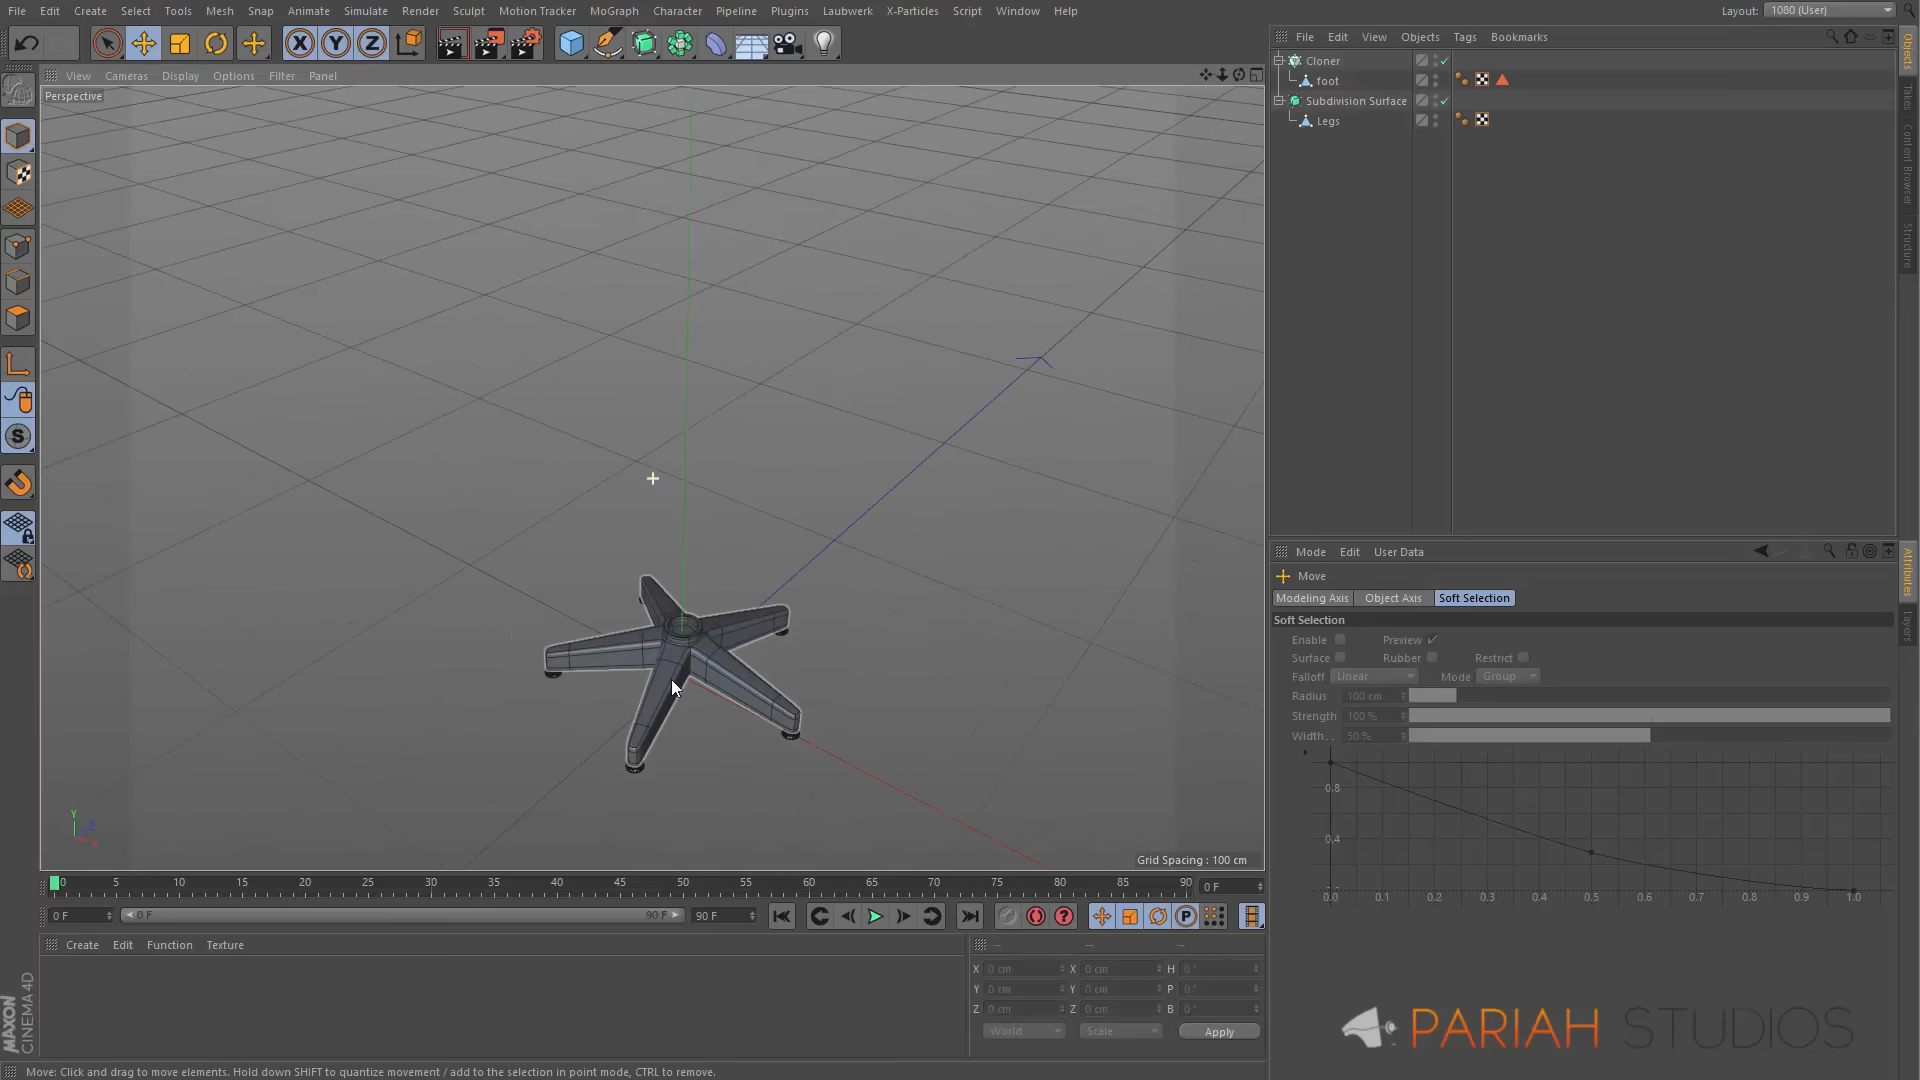 File Edit Create Select Tools Mesh Snap Animate Simulate Render Sculpt Motion Tracker MoGraph Character Pipeline Plugins Laubwerk X-Particles Script Window Help Layout: 1080 (User)
File Edit View Objects Tags Bookmarks
Cloner
foot
Subdivision Surface
Legs
View Cameras Display Options Filter Panel
Perspective
X Y Z
S
Y
Z
X
Grid Spacing : 100 cm
Objects
Takes
Content Browser
Structure
Mode Edit User Data
Move
Modeling Axis Object Axis Soft Selection
Soft Selection
Enable Preview
Surface Rubber Restrict
Falloff Linear Mode Group
Radius 100 cm
Strength 100 %
Width.. 50 %
0.8
0.4
0.0 0.1 0.2 0.3 0.4 0.5 0.6 0.7 0.8 0.9 1.0
Attributes
Layers
0 5 10 15 20 25 30 35 40 45 50 55 60 65 70 75 80 85 90 0 F
0 F 0 F 90 F 90 F P
Create Edit Function Texture
-- -- --
X 0 cm X 0 cm H 0 °
Y 0 cm Y 0 cm P 0 °
Z 0 cm Z 0 cm B 0 °
World Scale Apply
MAXON
CINEMA 4D
PARIAH STUDIOS
Move: Click and drag to move elements. Hold down SHIFT to quantize movement / add to the selection in point mode, CTRL to remove.